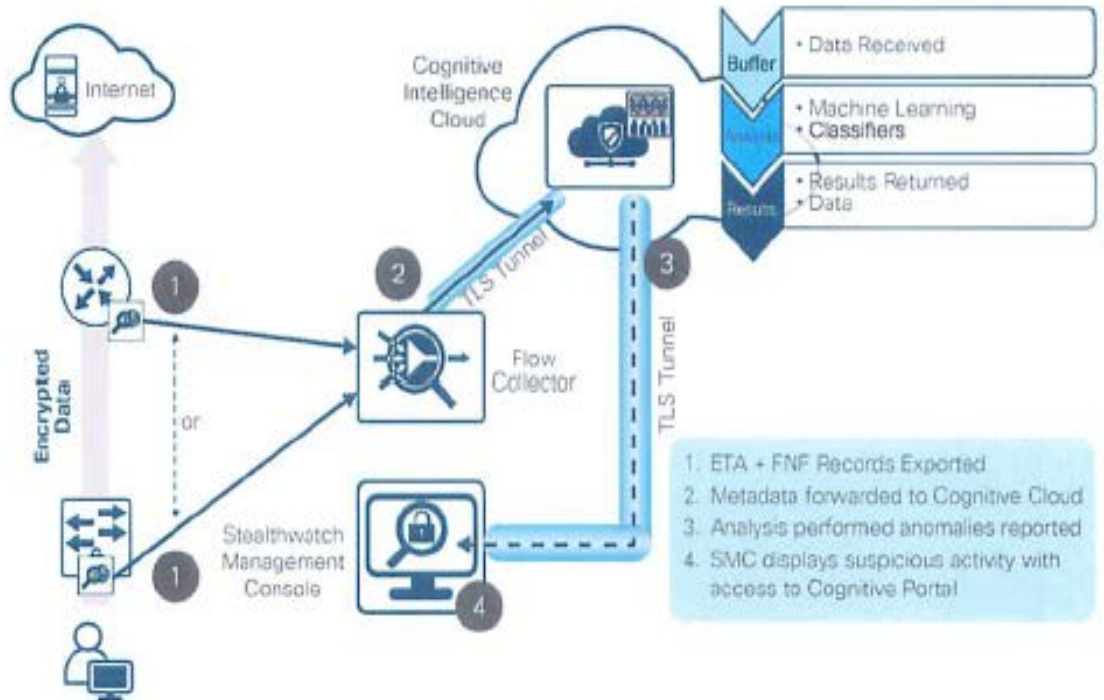 Internet
Cognitive
Intelligence
Cloud
Buffer
• Data Received
Analysis
• Machine Learning
• Classifiers
Results
• Results Returned
• Data
1
2
TLS Tunnel
3
TLS Tunnel
Flow
Collector
Encrypted
Data
or
1
Stealthwatch
Management
Console
4
1. ETA + FNF Records Exported
2. Metadata forwarded to Cognitive Cloud
3. Analysis performed anomalies reported
4. SMC displays suspicious activity with
access to Cognitive Portal